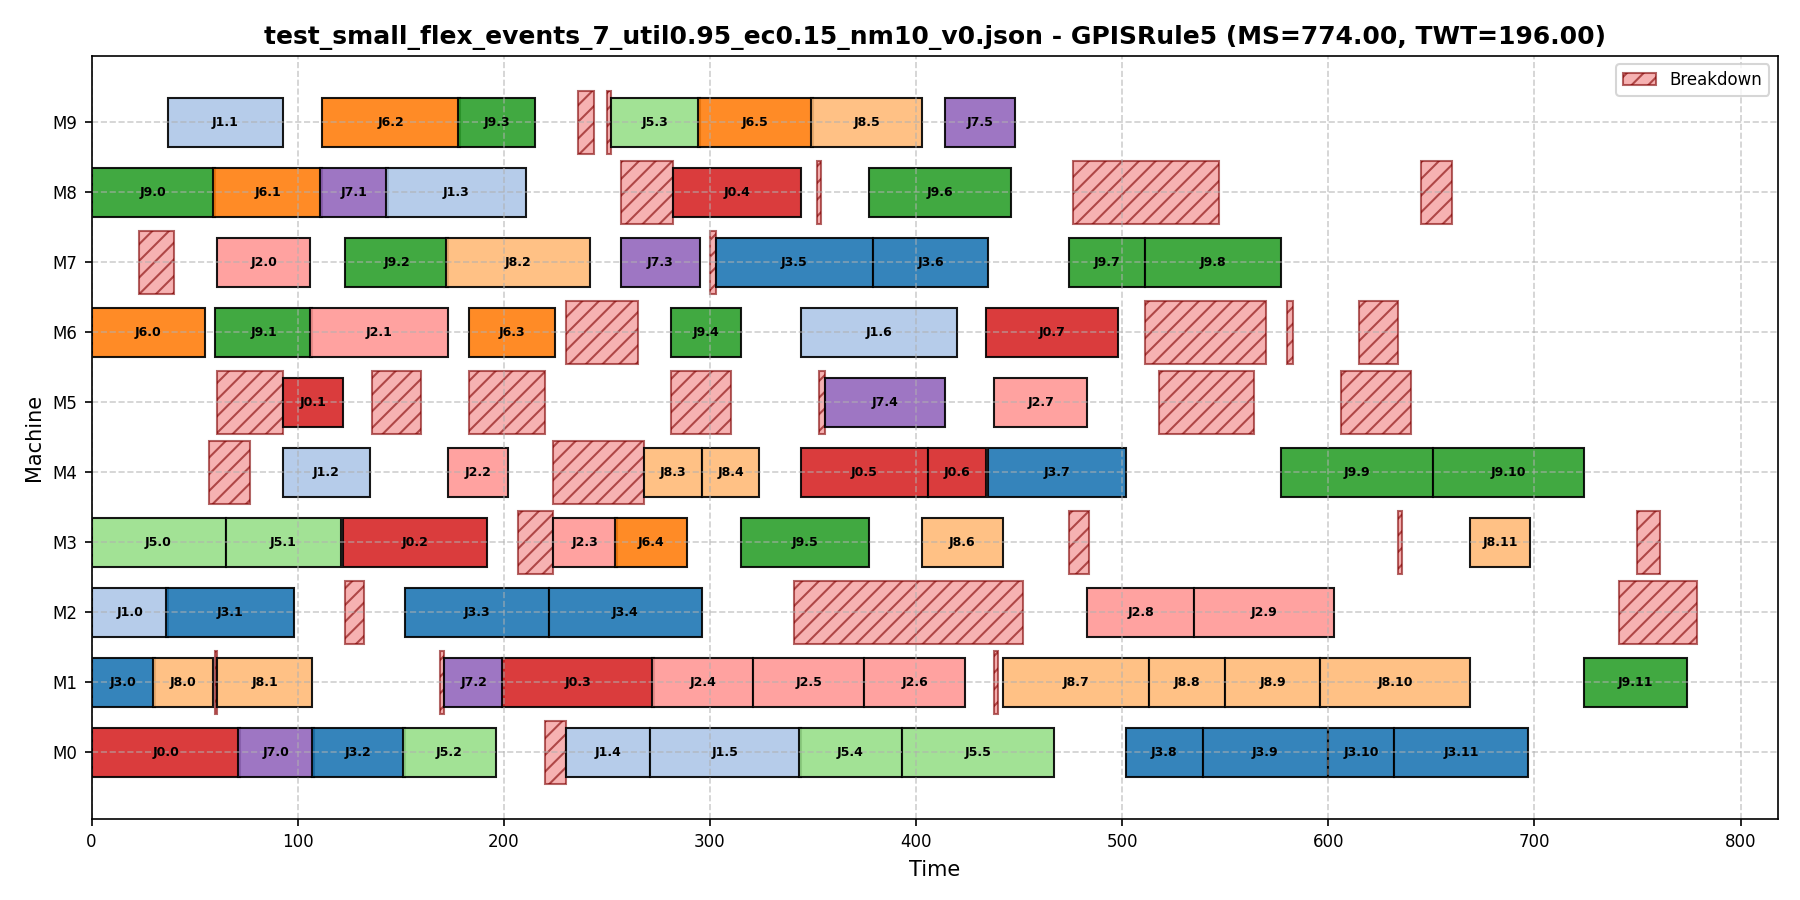 test_small_flex_events_7_util0.95_ec0.15_nm10_v0.json - GPISRule5 (MS=774.00, TWT=196.00)
Breakdown
M9 J1.1 J6.2 J9.3 J5.3 J6.5 J8.5 J7.5
M8 J9.0 J6.1 J7.1 J1.3 J0.4 J9.6
M7 J2.0 J9.2 J8.2 J7.3 J3.5 J3.6 J9.7 J9.8
M6 J6.0 J9.1 J2.1 J6.3 J9.4 J1.6 J0.7
M5 J0.1 J7.4 J2.7
M4 J1.2 J2.2 J8.3 J8.4 J0.5 J0.6 J3.7 J9.9 J9.10
M3 J5.0 J5.1 J0.2 J2.3 J6.4 J9.5 J8.6 J8.11
M2 J1.0 J3.1 J3.3 J3.4 J2.8 J2.9
M1 J3.0 J8.0 J8.1 J7.2 J0.3 J2.4 J2.5 J2.6 J8.7 J8.8 J8.9 J8.10 J9.11
M0 J0.0 J7.0 J3.2 J5.2 J1.4 J1.5 J5.4 J5.5 J3.8 J3.9 J3.10 J3.11
0 100 200 300 400 500 600 700 800
Time
Machine